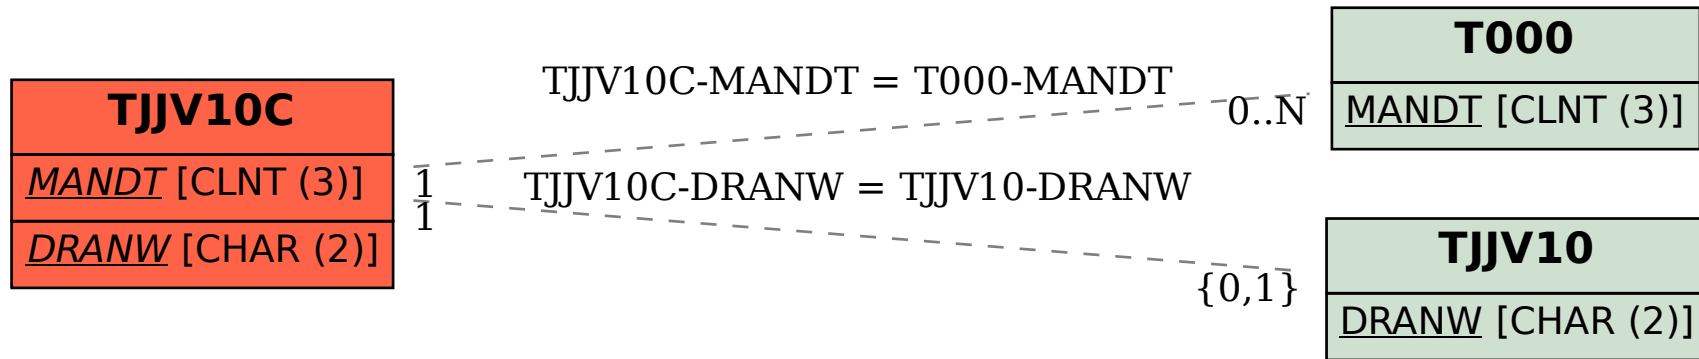 TJJV10C
MANDT [CLNT (3)]
DRANW [CHAR (2)]
TJJV10C-MANDT = T000-MANDT
0..N
1
TJJV10C-DRANW = TJJV10-DRANW
1
{0,1}
T000
MANDT [CLNT (3)]
TJJV10
DRANW [CHAR (2)]